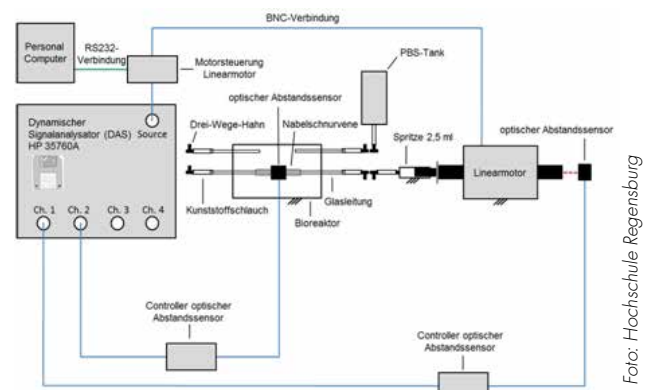 BNC-Verbindung
Personal
Computer
RS232-
Verbindung
Motorsteuerung
Linearmotor
PBS-Tank
Dynamischer
Signalanalysator (DAS)
HP 35760A
Source
optischer Abstandssensor
Drei-Wege-Hahn
Nabelschnurvene
Spritze 2,5 ml
optischer Abstandssensor
Linearmotor
Kunststoffschlauch
Glasleitung
Bioreaktor
Ch. 1
Ch. 2
Ch. 3
Ch. 4
Controller optischer
Abstandssensor
Controller optischer
Abstandssensor
Foto: Hochschule Regensburg